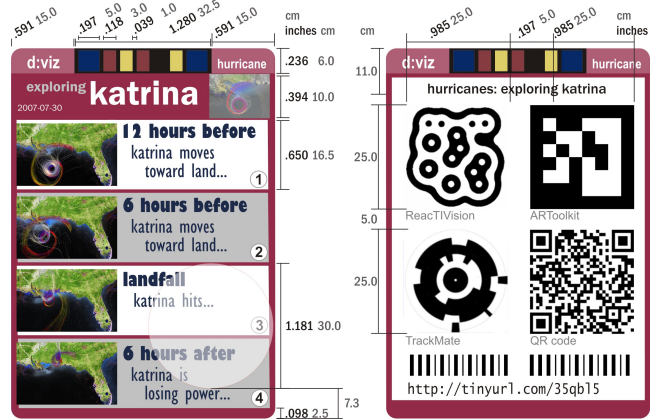 .591 15.0
.197 5.0
.118 3.0
.039 1.0
1.280 32.5
.591 15.0
cm
inches cm
d:viz
hurricane
.236 6.0
exploring katrina
2007-07-30
.394 10.0
12 hours before
katrina moves
toward land...
1
.650 16.5
6 hours before
katrina moves
toward land...
2
landfall
katrina hits...
3
1.181 30.0
6 hours after
katrina is
losing power...
4
.098 2.5
7.3
cm
.985 25.0
.197 5.0
.985 25.0
cm
inches
11.0
d:viz
hurricane
hurricanes: exploring katrina
25.0
ReacTIVision
ARToolkit
5.0
25.0
TrackMate
QR code
http://tinyurl.com/35qbl5